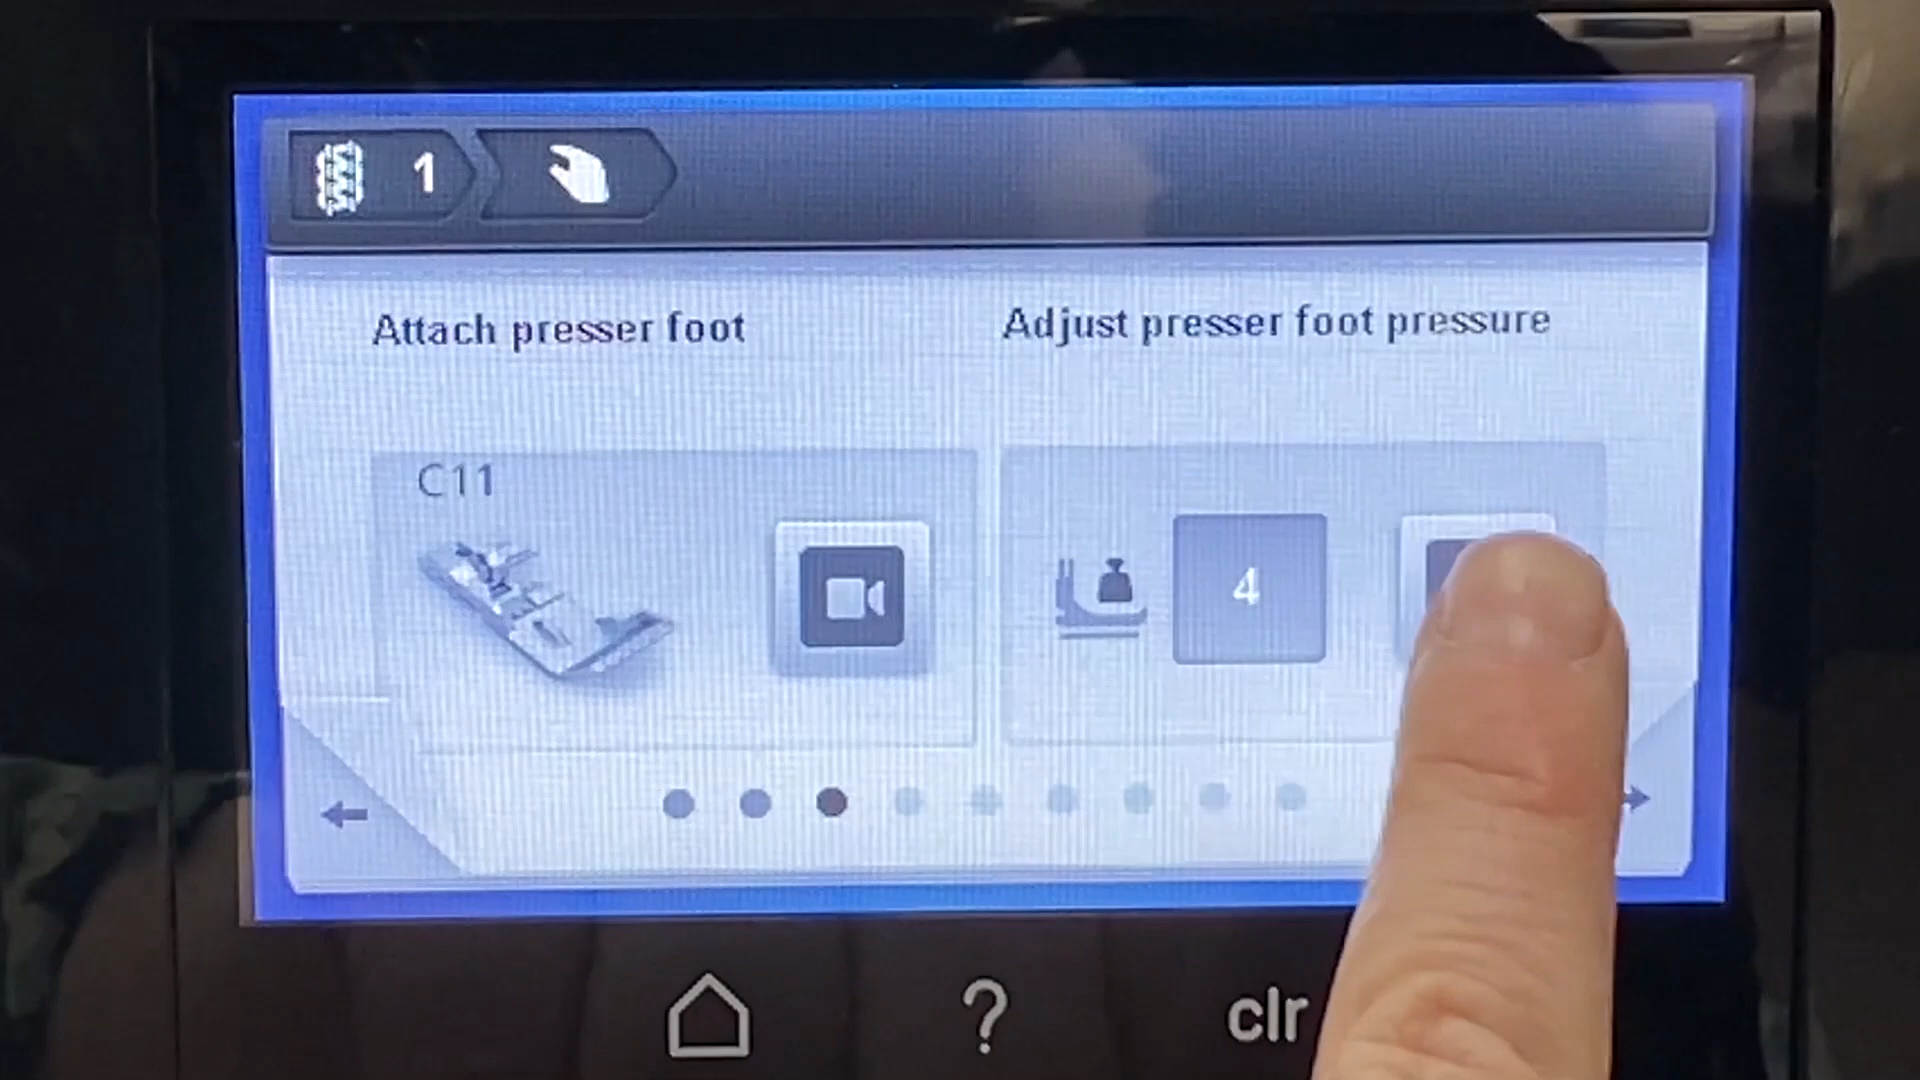 1
Attach presser foot
Adjust presser foot pressure
C11
4
?
clr